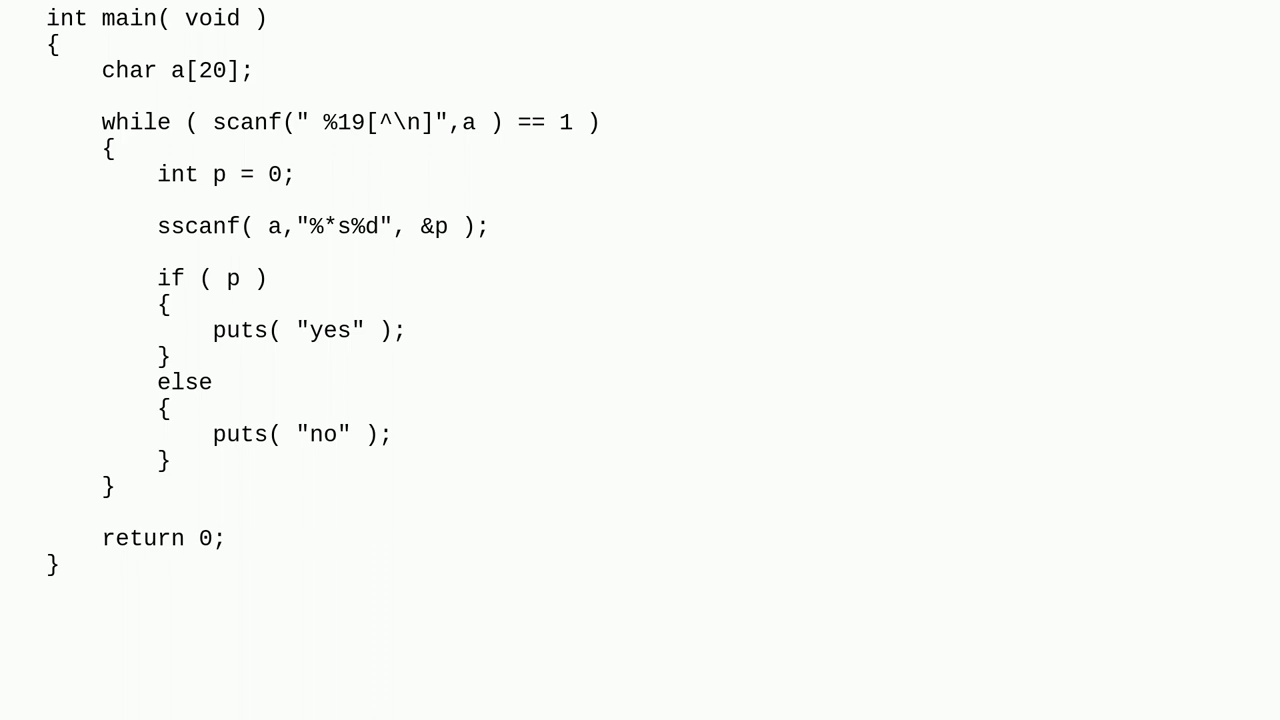 int main( void )
{
    char a[20];

    while ( scanf(" %19[^\n]",a ) == 1 )
    {
        int p = 0;

        sscanf( a,"%*s%d", &p );

        if ( p )
        {
            puts( "yes" );
        }
        else
        {
            puts( "no" );
        }
    }

    return 0;
}